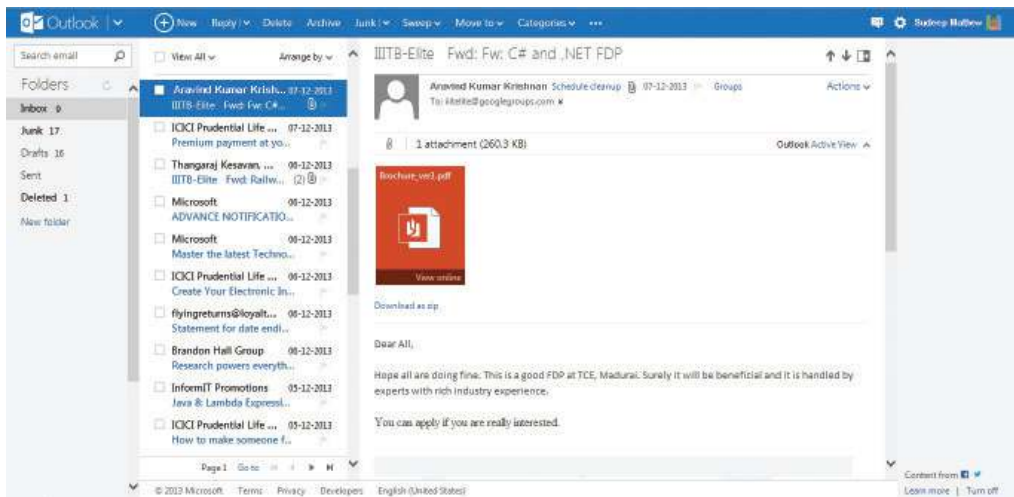 Outlook
New Reply Delete Archive Junk Sweep Move to Categories ...
Sudeep Mathew
Search email
Folders
Inbox 9
Junk 17
Drafts 16
Sent
Deleted 1
New folder
View: All
Arrange by
Aravind Kumar Krish... 07-12-2013
IIITB-Elite Fwd: Fw: C#...
ICICI Prudential Life ... 07-12-2013
Premium payment at yo...
Thangaraj Kesavan, ... 06-12-2013
IIITB-Elite Fwd: Railw... (2)
Microsoft 06-12-2013
ADVANCE NOTIFICATIO...
Microsoft 06-12-2013
Master the latest Techno...
ICICI Prudential Life ... 06-12-2013
Create Your Electronic In...
flyingreturns@loyalt... 06-12-2013
Statement for date endi...
Brandon Hall Group 06-12-2013
Research powers everyth...
InformIT Promotions 05-12-2013
Java & Lambda Expressi...
ICICI Prudential Life ... 05-12-2013
How to make someone f...
Page 1 Go to
IIITB-Elite Fwd: Fw: C# and .NET FDP
Aravind Kumar Krishnan Schedule cleanup 07-12-2013 Groups
Actions
To: iiitelite@googlegroups.com
1 attachment (260.3 KB)
Outlook Active View
Brochure_ver3.pdf
View online
Download as zip
Dear All,
Hope all are doing fine. This is a good FDP at TCE, Madurai. Surely it will be beneficial and it is handled by
experts with rich industry experience.
You can apply if you are really interested.
Content from
Learn more | Turn off
© 2013 Microsoft Terms Privacy Developers English (United States)